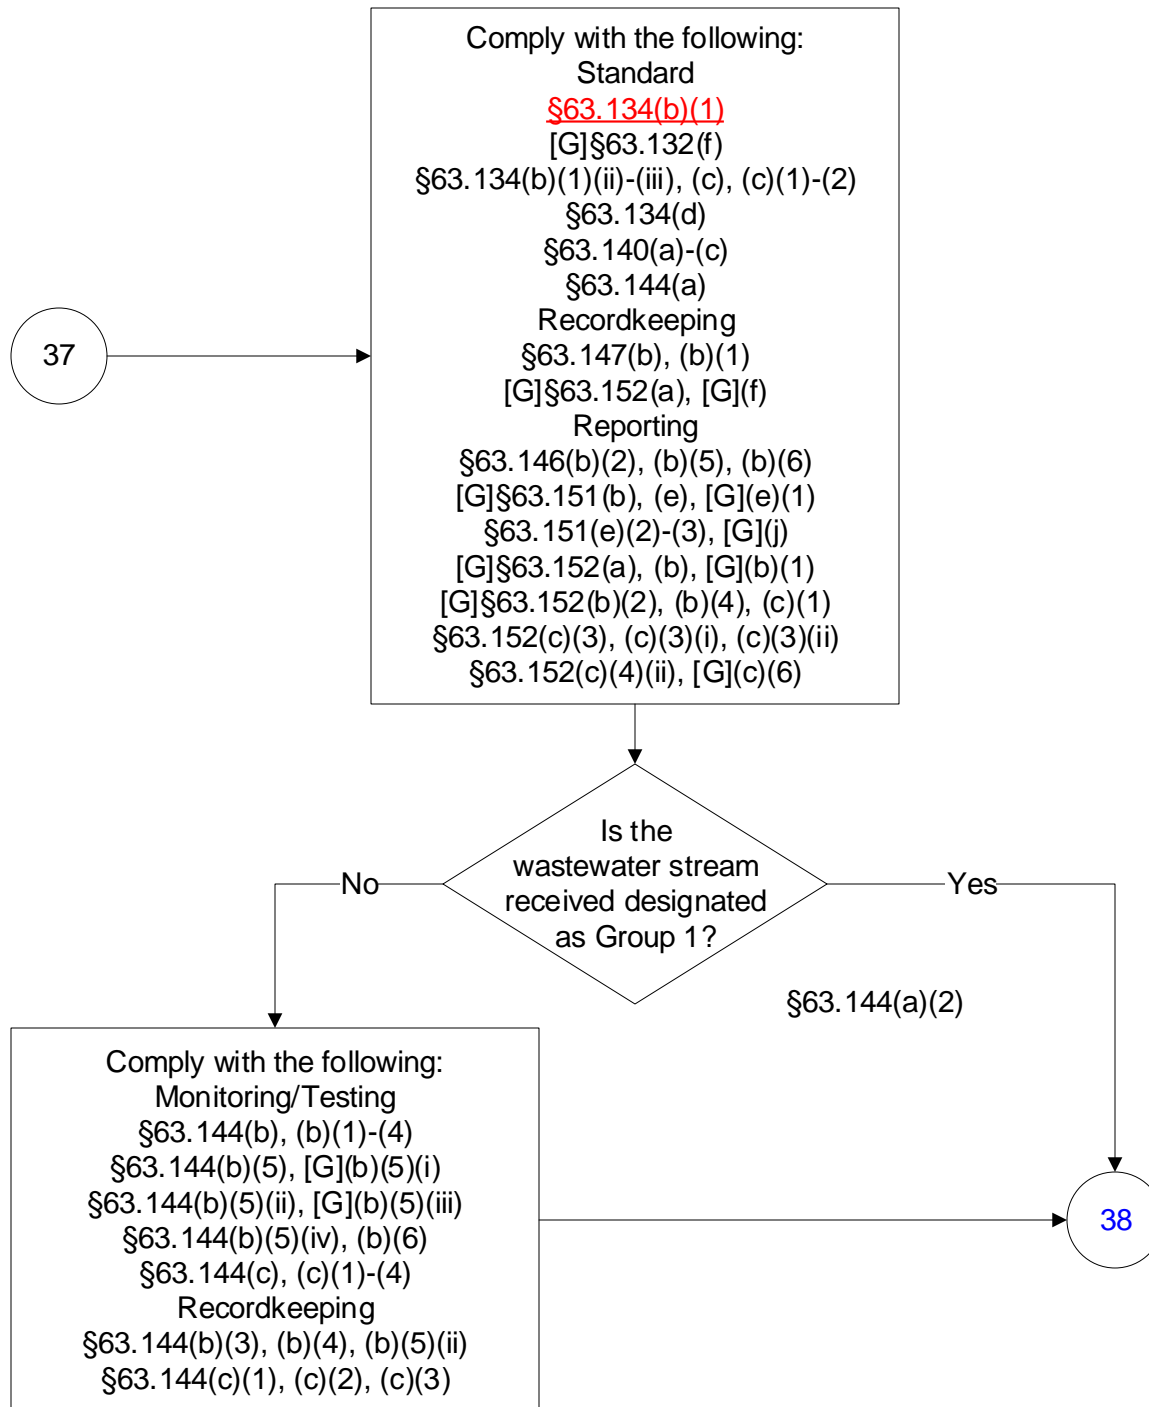 Comply with the following:
Standard
§63.134(b)(1)
[G]§63.132(f)
§63.134(b)(1)(ii)-(iii), (c), (c)(1)-(2)
§63.134(d)
§63.140(a)-(c)
§63.144(a)
Recordkeeping
§63.147(b), (b)(1)
[G]§63.152(a), [G](f)
Reporting
§63.146(b)(2), (b)(5), (b)(6)
[G]§63.151(b), (e), [G](e)(1)
§63.151(e)(2)-(3), [G](j)
[G]§63.152(a), (b), [G](b)(1)
[G]§63.152(b)(2), (b)(4), (c)(1)
§63.152(c)(3), (c)(3)(i), (c)(3)(ii)
§63.152(c)(4)(ii), [G](c)(6)
37
Is the
wastewater stream
received designated
as Group 1?
No
Yes
§63.144(a)(2)
Comply with the following:
Monitoring/Testing
§63.144(b), (b)(1)-(4)
§63.144(b)(5), [G](b)(5)(i)
§63.144(b)(5)(ii), [G](b)(5)(iii)
§63.144(b)(5)(iv), (b)(6)
§63.144(c), (c)(1)-(4)
Recordkeeping
§63.144(b)(3), (b)(4), (b)(5)(ii)
§63.144(c)(1), (c)(2), (c)(3)
38